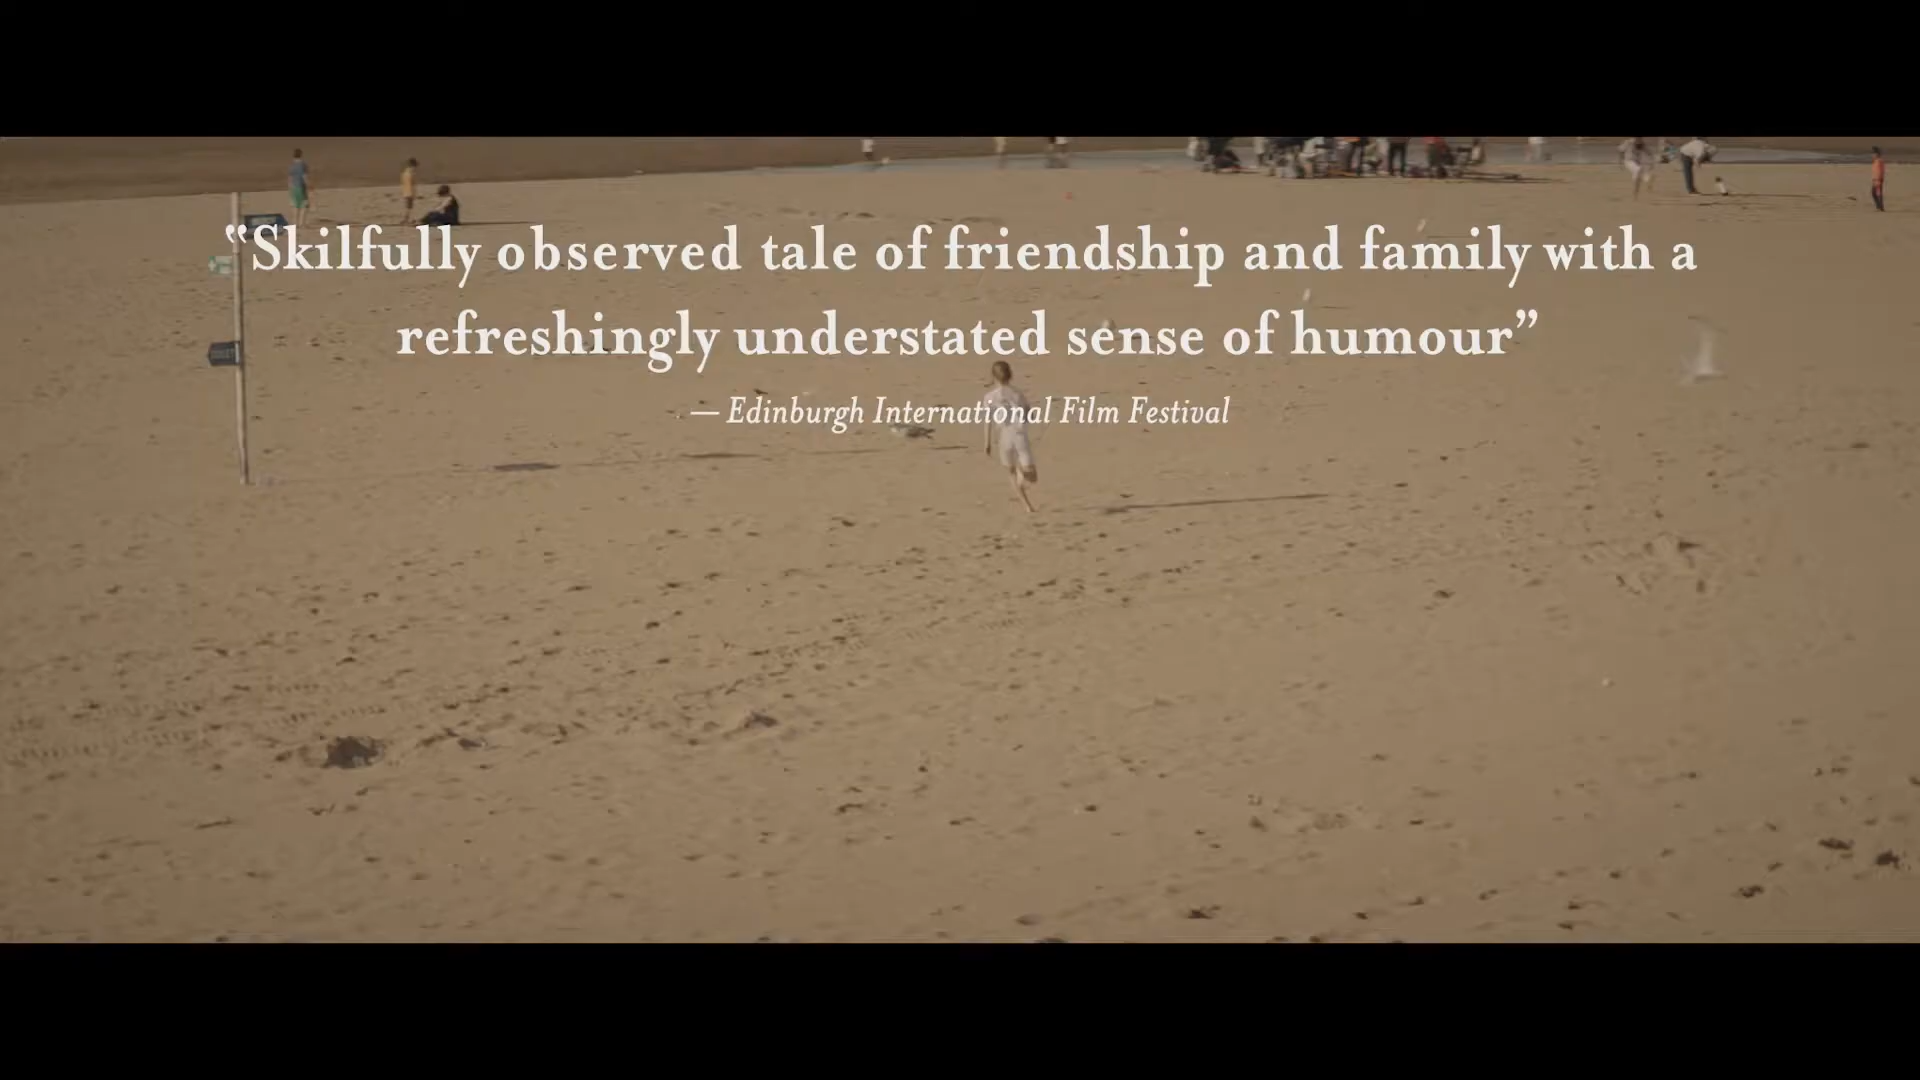 “Skilfully observed tale of friendship and family with a
refreshingly understated sense of humour”
— Edinburgh International Film Festival